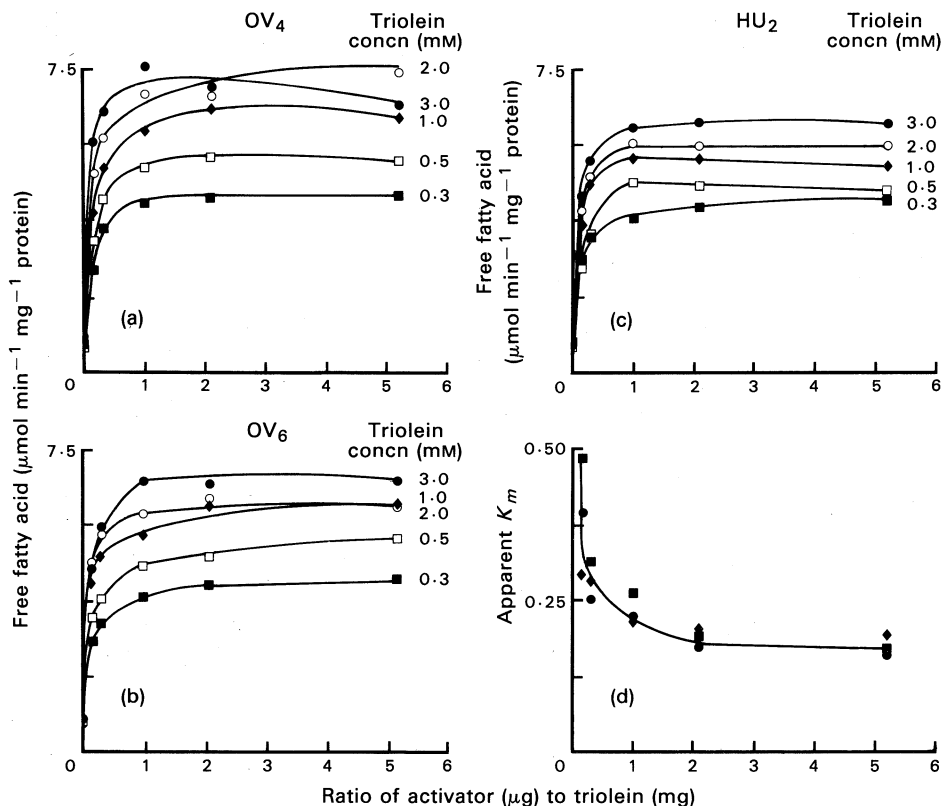 OV4
Triolein
concn (mM)
7·5
2·0
3·0
1·0
0·5
0·3
(a)
0 1 2 3 4 5 6
HU2
Triolein
concn (mM)
7·5
3·0
2·0
1·0
0·5
0·3
Free fatty acid
(μmol min−1 mg−1 protein)
(c)
0 1 2 3 4 5 6
Free fatty acid (μmol min−1 mg−1 protein)
OV6
Triolein
concn (mM)
7·5
3·0
1·0
2·0
0·5
0·3
(b)
0 1 2 3 4 5 6
0·50
0·25
Apparent Km
(d)
0 1 2 3 4 5 6
Ratio of activator (μg) to triolein (mg)